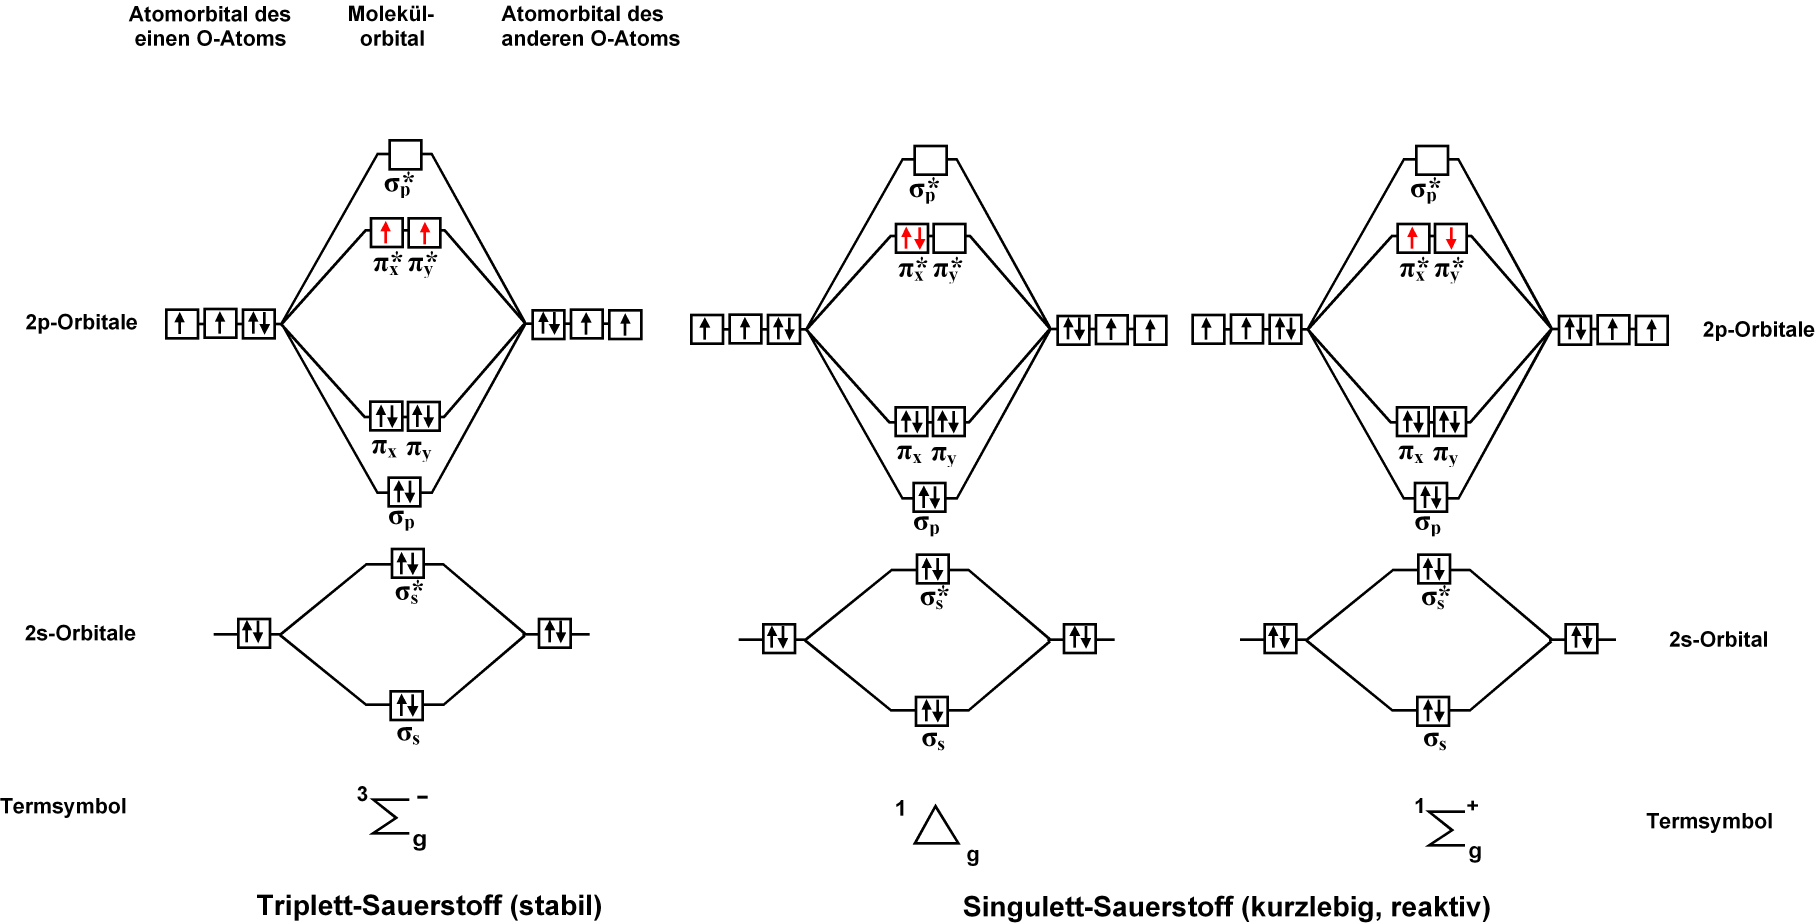 Atomorbital des
einen O-Atoms
Molekül-
orbital
Atomorbital des
anderen O-Atoms
σp* σp* σp*
πx* πy* πx* πy* πx* πy*
2p-Orbitale 2p-Orbitale
πx πy πx πy πx πy
σp σp σp
σs* σs* σs*
2s-Orbitale 2s-Orbital
σs σs σs
Termsymbol 3Σ−g 1Δg 1Σ+g Termsymbol
Triplett-Sauerstoff (stabil) Singulett-Sauerstoff (kurzlebig, reaktiv)